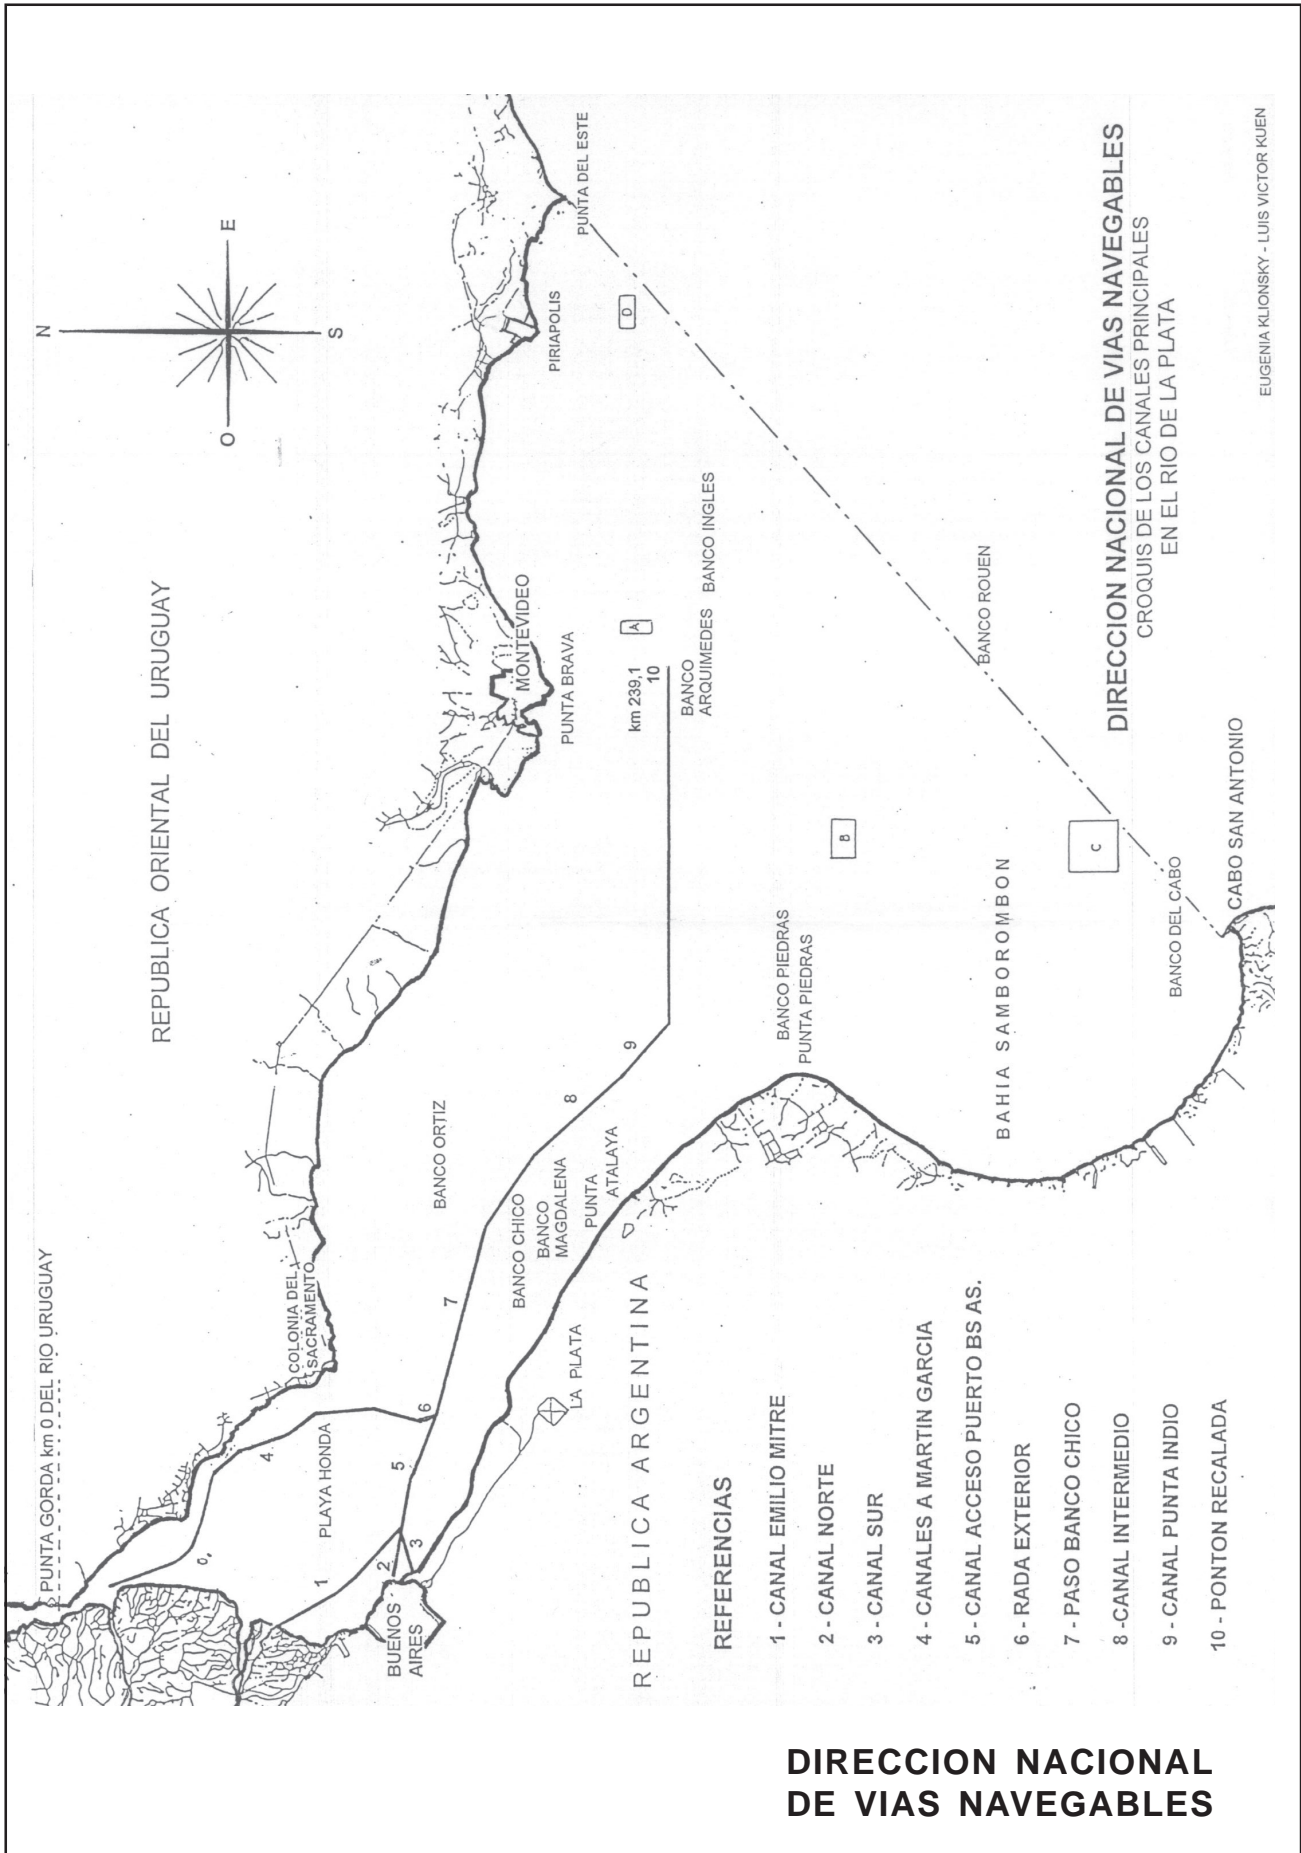 N
O
E
S
REPUBLICA ORIENTAL DEL URUGUAY
PUNTA GORDA km 0 DEL RIO URUGUAY
COLONIA DEL
SACRAMENTO
MONTEVIDEO
PUNTA BRAVA
PIRIAPOLIS
PUNTA DEL ESTE
PLAYA HONDA
BANCO ORTIZ
BUENOS
AIRES
LA PLATA
1
2
3
4
5
6
7
8
9
km 239,1
10
A
B
C
D
BANCO CHICO
BANCO
MAGDALENA
PUNTA
ATALAYA
BANCO
ARQUIMEDES
BANCO INGLES
BANCO PIEDRAS
PUNTA PIEDRAS
BANCO ROUEN
BAHIA SAMBOROMBON
BANCO DEL CABO
CABO SAN ANTONIO
REPUBLICA ARGENTINA
REFERENCIAS
1 - CANAL EMILIO MITRE
2 - CANAL NORTE
3 - CANAL SUR
4 - CANALES A MARTIN GARCIA
5 - CANAL ACCESO PUERTO BS AS.
6 - RADA EXTERIOR
7 - PASO BANCO CHICO
8-CANAL INTERMEDIO
9 - CANAL PUNTA INDIO
10 - PONTON RECALADA
DIRECCION NACIONAL DE VIAS NAVEGABLES
CROQUIS DE LOS CANALES PRINCIPALES
EN EL RIO DE LA PLATA
EUGENIA KLIONSKY - LUIS VICTOR KUEN
DIRECCION NACIONAL
DE VIAS NAVEGABLES